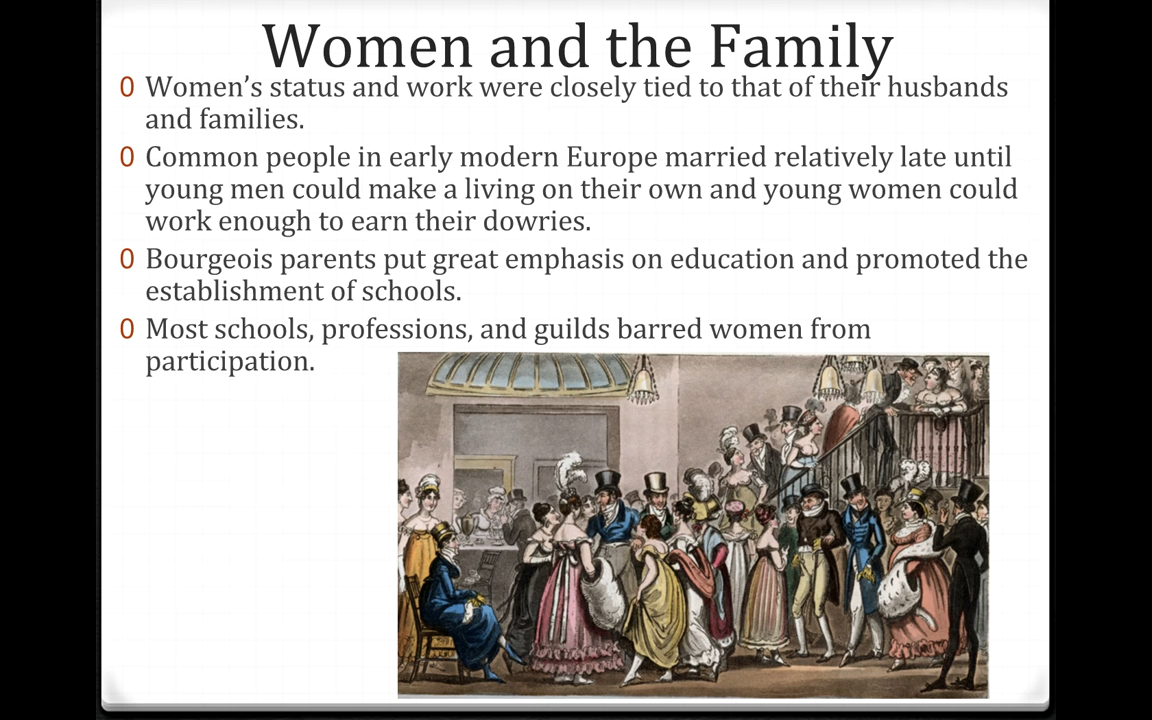 Women and the Family
0 Women’s status and work were closely tied to that of their husbands
and families.
0 Common people in early modern Europe married relatively late until
young men could make a living on their own and young women could
work enough to earn their dowries.
0 Bourgeois parents put great emphasis on education and promoted the
establishment of schools.
0 Most schools, professions, and guilds barred women from
participation.